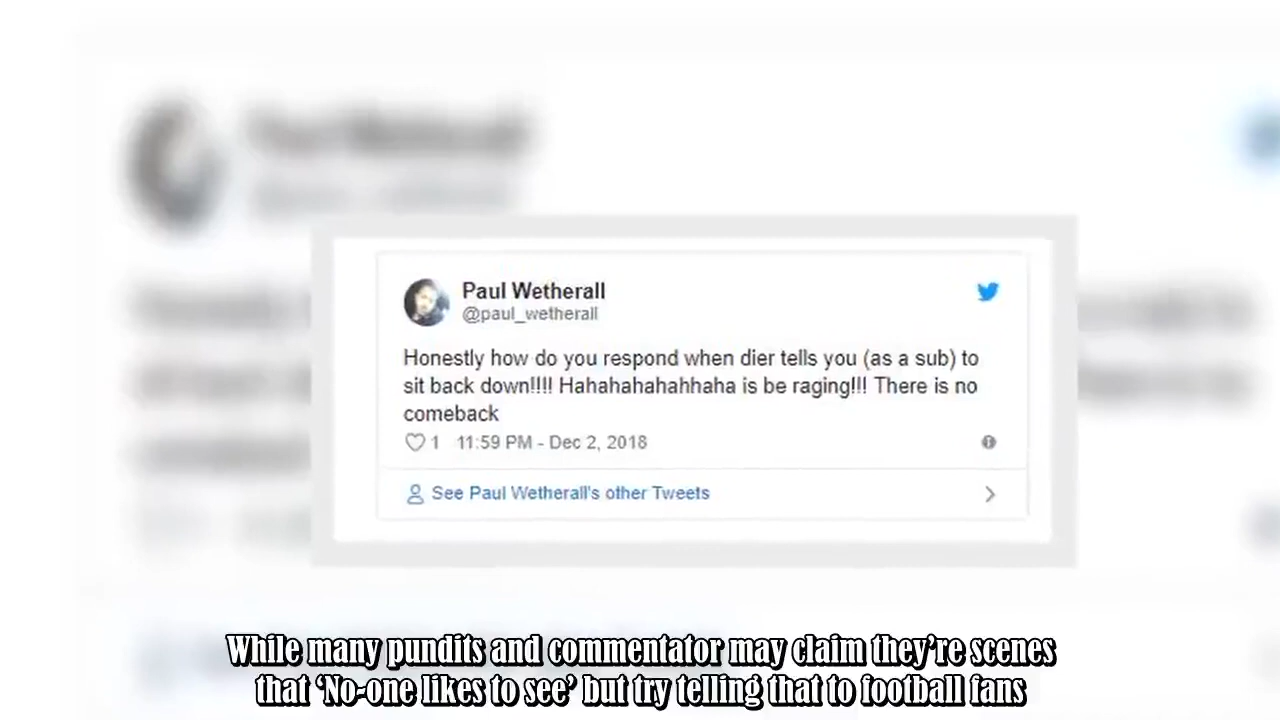 Paul Wetherall
@paul_wetherall
Honestly how do you respond when dier tells you (as a sub) to
sit back down!!!! Hahahahahahhaha is be raging!!! There is no
comeback
1 11:59 PM - Dec 2, 2018
See Paul Wetherall's other Tweets
While many pundits and commentator may claim they're scenes
that 'No-one likes to see' but try telling that to football fans